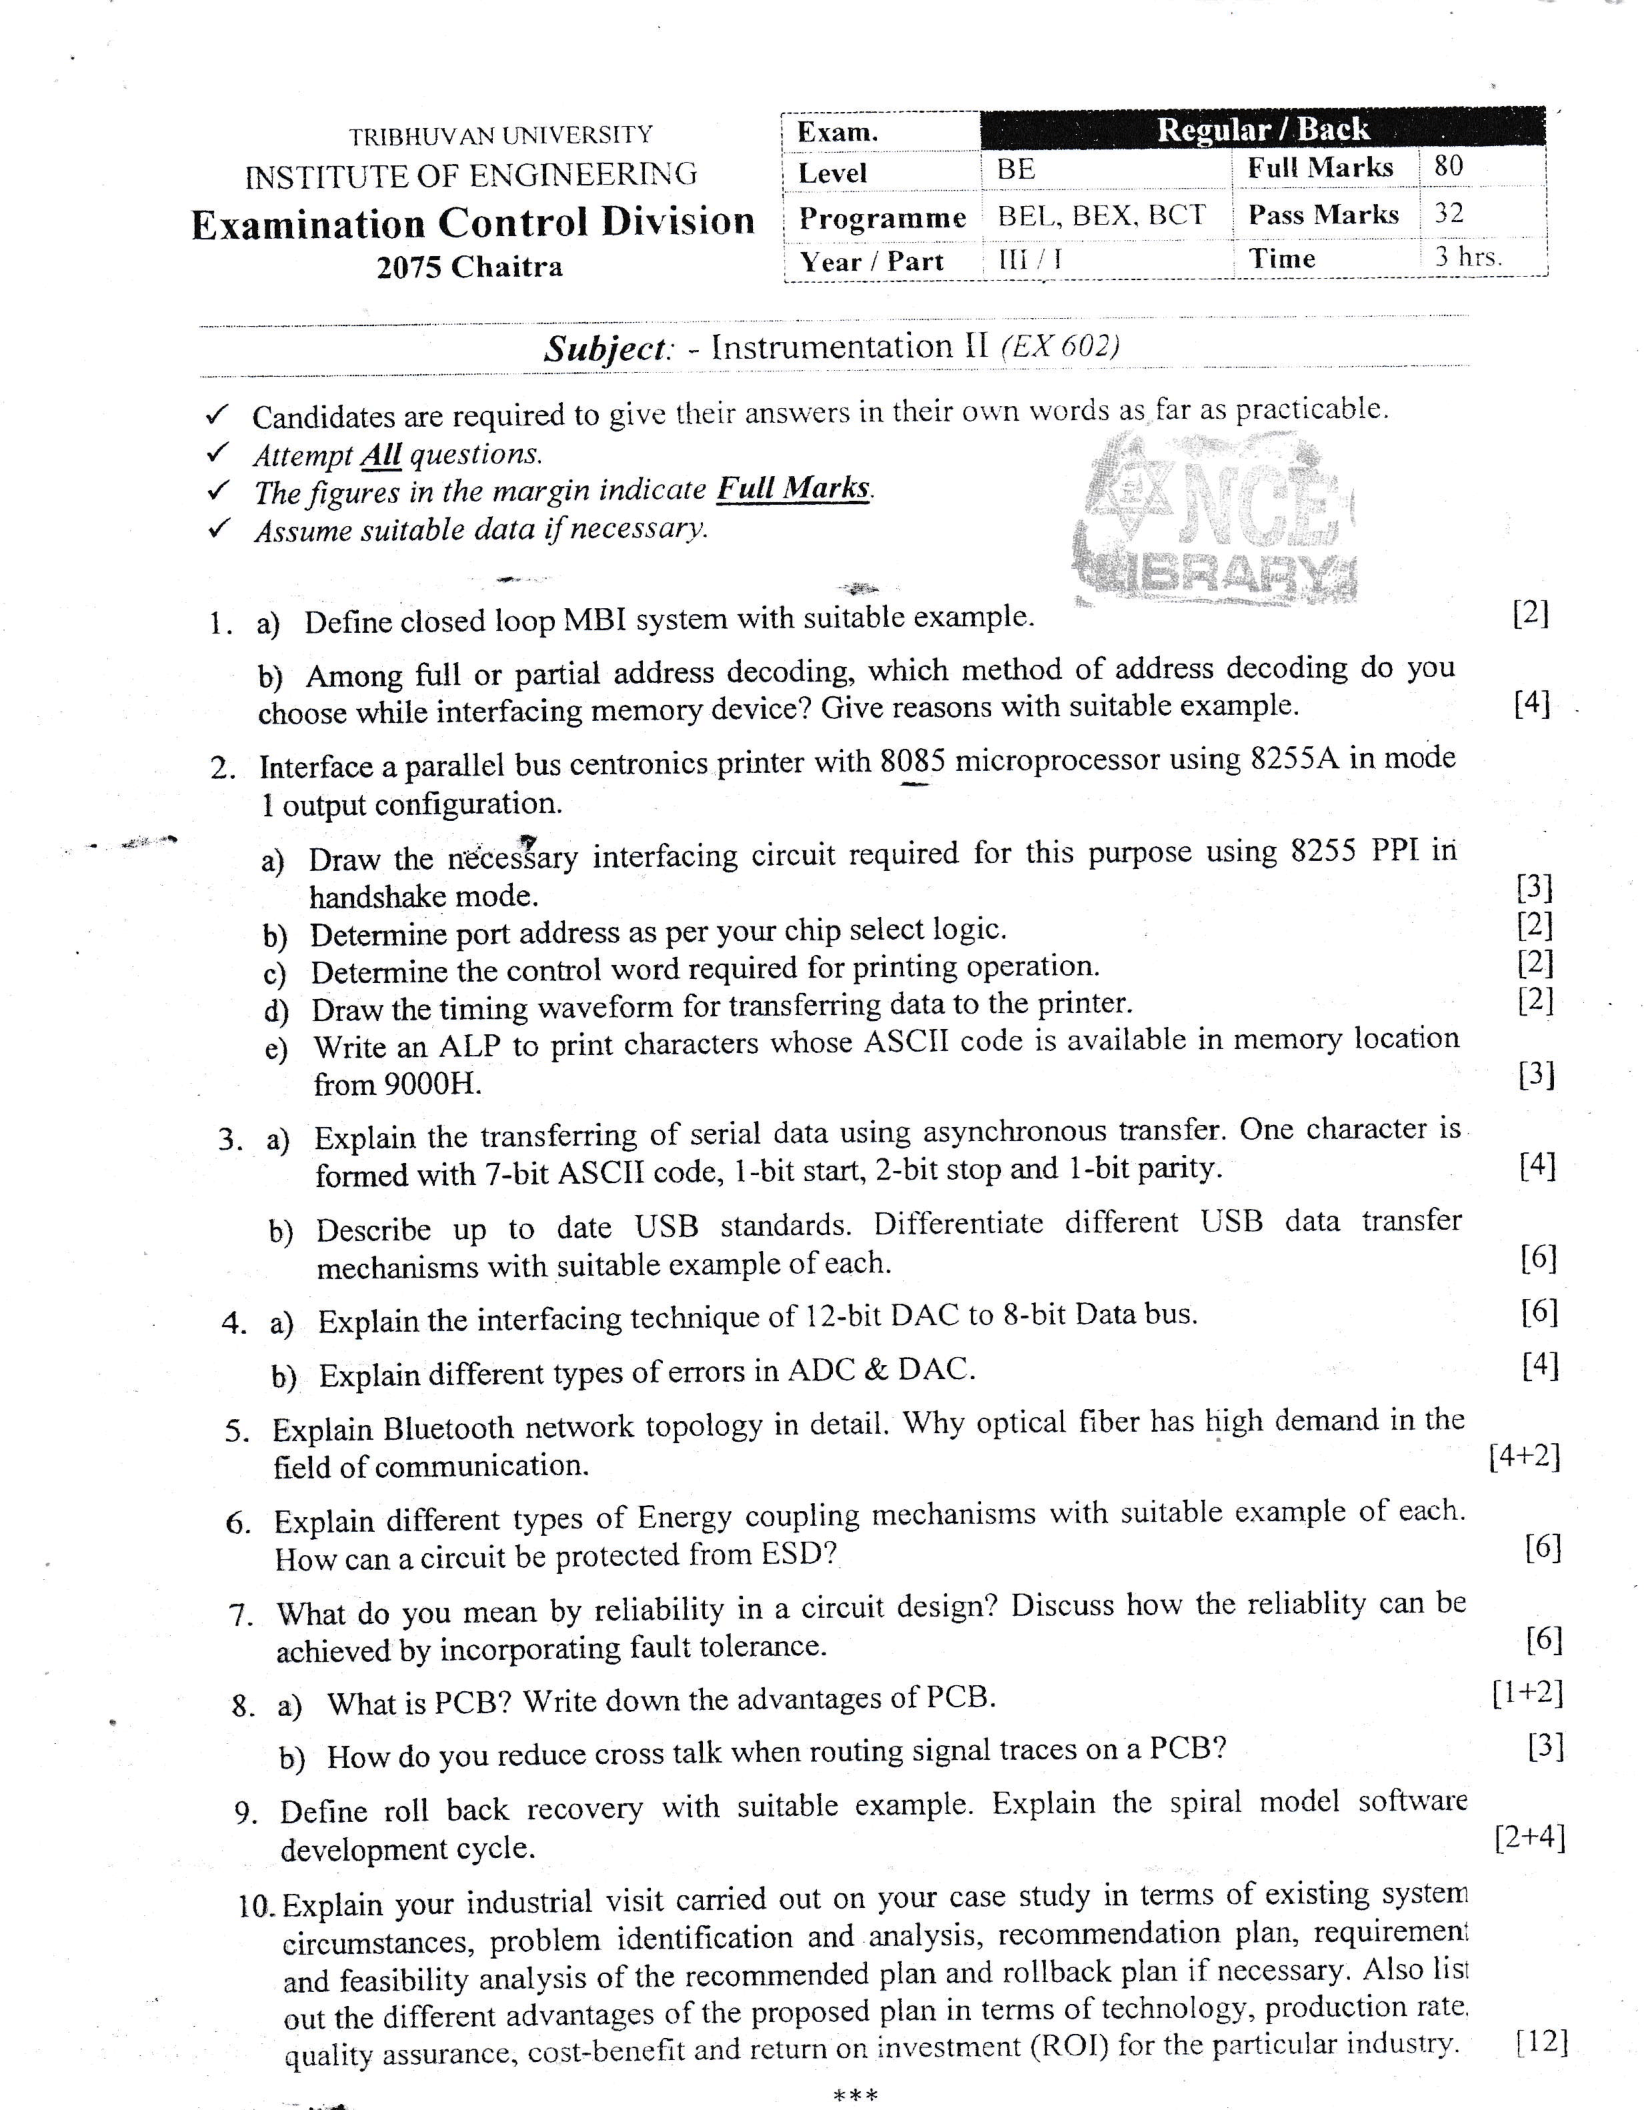 TRIBHUVAN UNIVERSITY
INSTITUTE OF ENGINEERING
Examination Control Division
2075 Chaitra
Exam. Regular / Back
Level BE Full Marks 80
Programme BEL, BEX, BCT Pass Marks 32
Year / Part III / I Time 3 hrs.
Subject: - Instrumentation II (EX 602)
✓ Candidates are required to give their answers in their own words as far as practicable.
✓ Attempt All questions.
✓ The figures in the margin indicate Full Marks.
✓ Assume suitable data if necessary.
NCE
LIBRARY
1. a) Define closed loop MBI system with suitable example. [2]
b) Among full or partial address decoding, which method of address decoding do you
choose while interfacing memory device? Give reasons with suitable example. [4]
2. Interface a parallel bus centronics printer with 8085 microprocessor using 8255A in mode
1 output configuration.
a) Draw the necessary interfacing circuit required for this purpose using 8255 PPI in
handshake mode. [3]
b) Determine port address as per your chip select logic. [2]
c) Determine the control word required for printing operation. [2]
d) Draw the timing waveform for transferring data to the printer. [2]
e) Write an ALP to print characters whose ASCII code is available in memory location
from 9000H. [3]
3. a) Explain the transferring of serial data using asynchronous transfer. One character is
formed with 7-bit ASCII code, 1-bit start, 2-bit stop and 1-bit parity. [4]
b) Describe up to date USB standards. Differentiate different USB data transfer
mechanisms with suitable example of each. [6]
4. a) Explain the interfacing technique of 12-bit DAC to 8-bit Data bus. [6]
b) Explain different types of errors in ADC & DAC. [4]
5. Explain Bluetooth network topology in detail. Why optical fiber has high demand in the
field of communication. [4+2]
6. Explain different types of Energy coupling mechanisms with suitable example of each.
How can a circuit be protected from ESD? [6]
7. What do you mean by reliability in a circuit design? Discuss how the reliablity can be
achieved by incorporating fault tolerance. [6]
8. a) What is PCB? Write down the advantages of PCB. [1+2]
b) How do you reduce cross talk when routing signal traces on a PCB? [3]
9. Define roll back recovery with suitable example. Explain the spiral model software
development cycle. [2+4]
10. Explain your industrial visit carried out on your case study in terms of existing system
circumstances, problem identification and analysis, recommendation plan, requirement
and feasibility analysis of the recommended plan and rollback plan if necessary. Also list
out the different advantages of the proposed plan in terms of technology, production rate,
quality assurance, cost-benefit and return on investment (ROI) for the particular industry. [12]
***